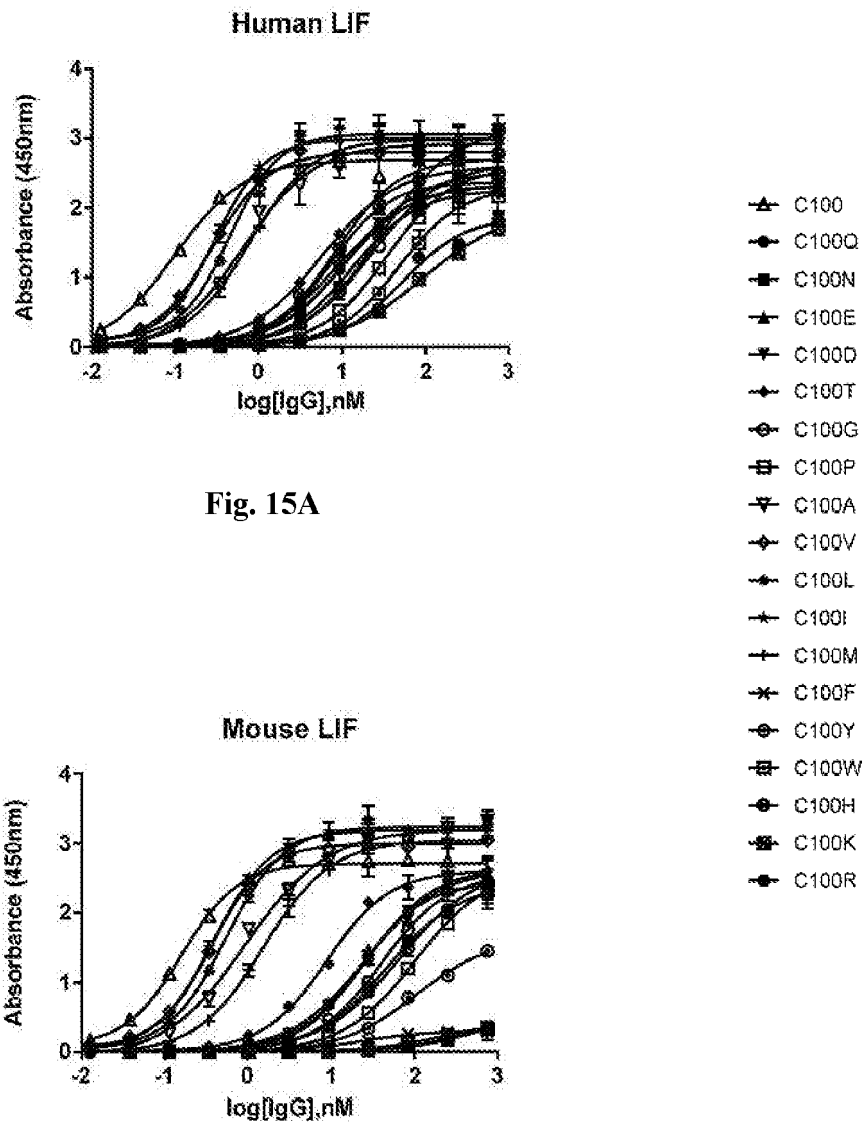 Human LIF
Absorbance (450nm)
4
3
2
1
0
-2 -1 0 1 2 3
log[IgG],nM
Fig. 15A
C100
C100Q
C100N
C100E
C100D
C100T
C100G
C100P
C100A
C100V
C100L
C100I
C100M
C100F
C100Y
C100W
C100H
C100K
C100R
Mouse LIF
Absorbance (450nm)
4
3
2
1
0
-2 -1 0 1 2 3
log[IgG],nM